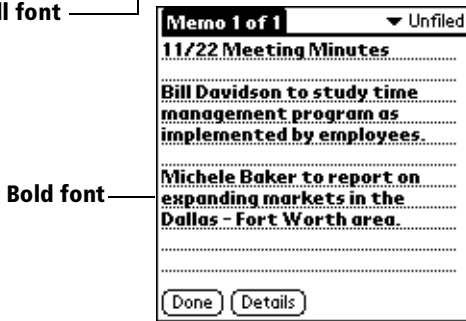 ll font
Memo 1 of 1 Unfiled
11/22 Meeting Minutes
Bill Davidson to study time
management program as
implemented by employees.
Michele Baker to report on
Bold font
expanding markets in the
Dallas - Fort Worth area.
Done Details